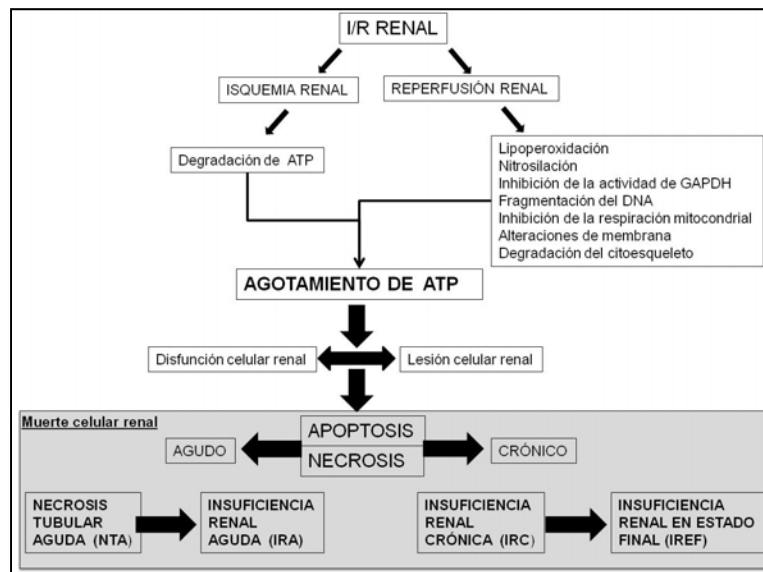 I/R RENAL
ISQUEMIA RENAL
REPERFUSIÓN RENAL
Degradación de ATP
Lipoperoxidación
Nitrosilación
Inhibición de la actividad de GAPDH
Fragmentación del DNA
Inhibición de la respiración mitocondrial
Alteraciones de membrana
Degradación del citoesqueleto
AGOTAMIENTO DE ATP
Disfunción celular renal
Lesión celular renal
Muerte celular renal
APOPTOSIS
NECROSIS
AGUDO
CRÓNICO
NECROSIS
TUBULAR
AGUDA (NTA)
INSUFICIENCIA
RENAL
AGUDA (IRA)
INSUFICIENCIA
RENAL
CRÓNICA (IRC)
INSUFICIENCIA
RENAL EN ESTADO
FINAL (IREF)